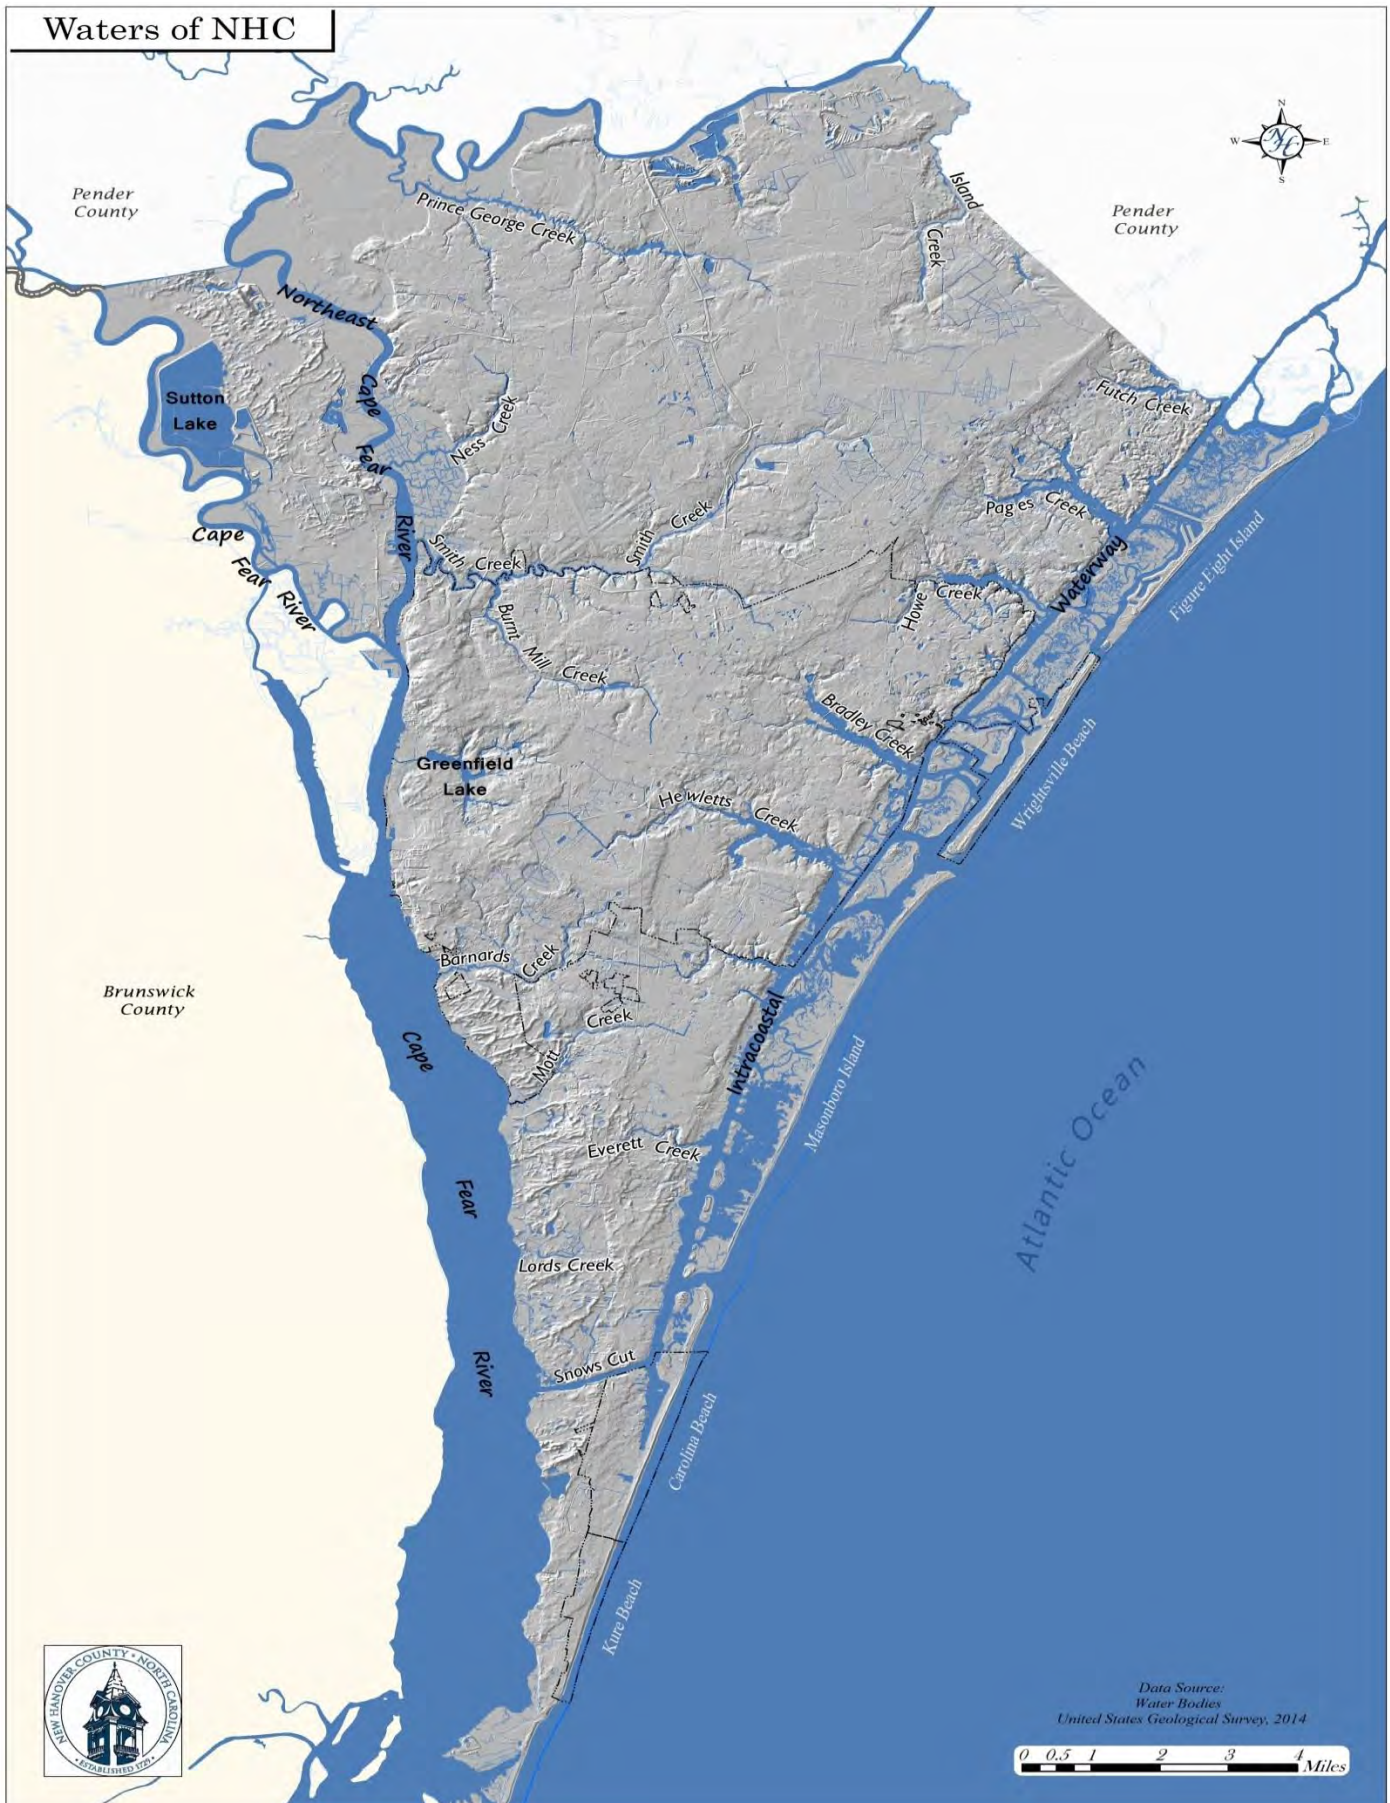 Waters of NHC
N
W
NH
E
S
Pender
County
Pender
County
Island
Creek
Prince George Creek
Northeast
Cape
Fear
River
Sutton
Lake
Ness Creek
Futch Creek
Pages Creek
Smith Creek
Smith Creek
Cape
Fear
River
Howe Creek
Waterway
Figure Eight Island
Burnt Mill Creek
Bradley Creek
Wrightsville Beach
Greenfield
Lake
Hewletts Creek
Barnards Creek
Brunswick
County
Mott Creek
Intracoastal
Masonboro Island
Atlantic Ocean
Cape
Fear
River
Everett Creek
Lords Creek
Snows Cut
Carolina Beach
Kure Beach
NEW HANOVER COUNTY • NORTH CAROLINA
• ESTABLISHED 1729 •
Data Source:
Water Bodies
United States Geological Survey, 2014
0 0.5 1 2 3 4
Miles